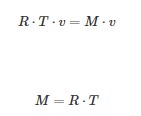 R · T · v = M · v
M = R · T